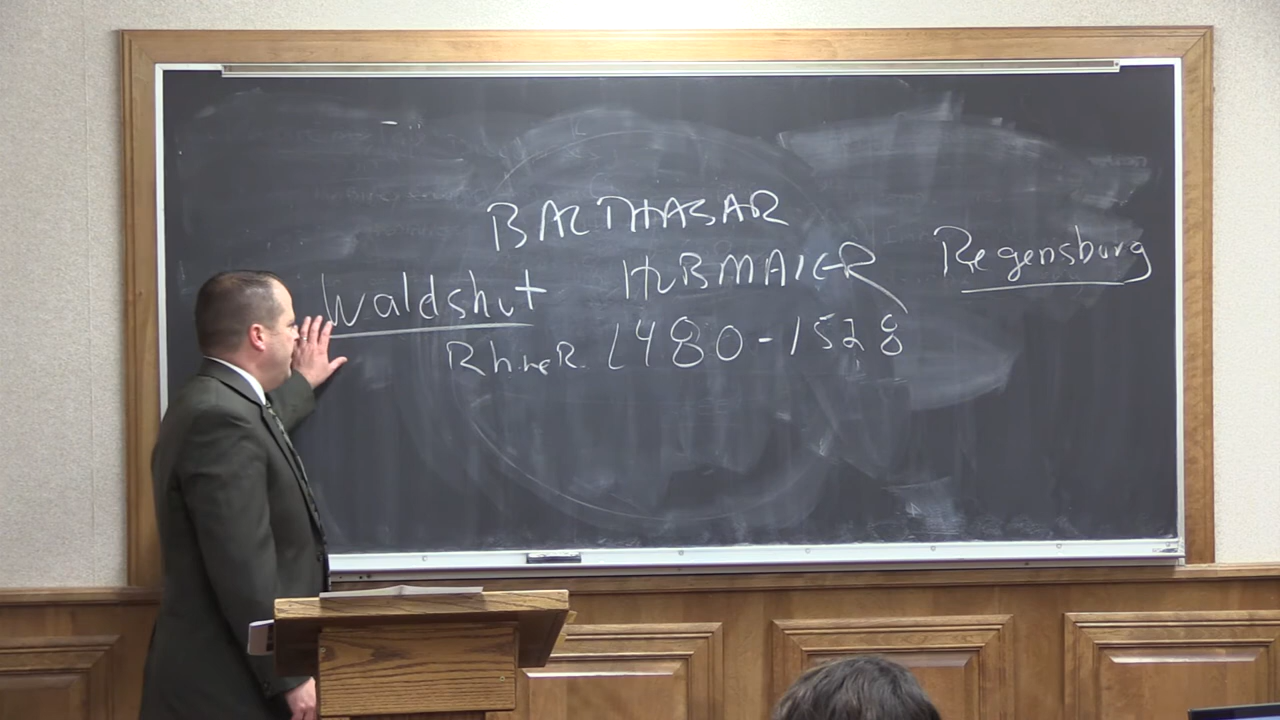 BALTHASAR
HUBMAIER
Regensburg
Waldshut
Rhine R. 1480-1528